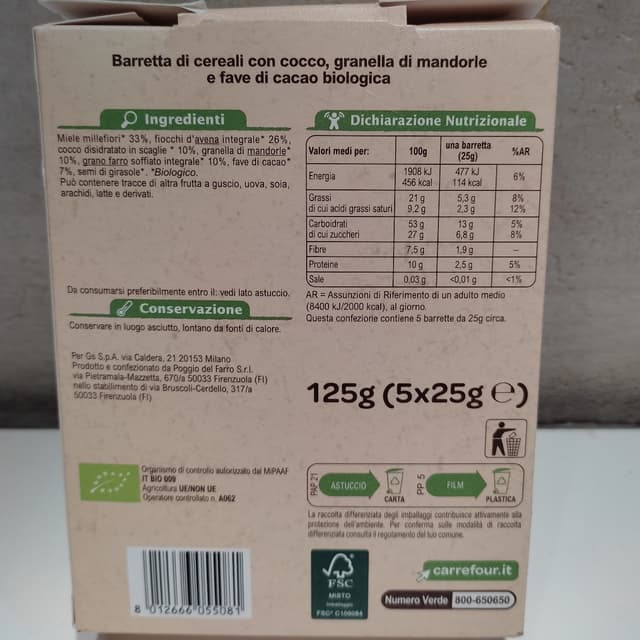 Barretta di cereali con cocco, granella di mandorle
e fave di cacao biologica
Ingredienti
Miele millefiori* 33%, fiocchi d'avena integrale* 26%,
cocco disidratato in scaglie * 10%, granella di mandorle*
10%, grano farro soffiato integrale* 10%, fave di cacao*
7%, semi di girasole*. *Biologico.
Può contenere tracce di altra frutta a guscio, uova, soia,
arachidi, latte e derivati.
Da consumarsi preferibilmente entro il: vedi lato astuccio.
Conservazione
Conservare in luogo asciutto, lontano da fonti di calore.
Per Gs S.p.A. via Caldera, 21 20153 Milano
Prodotto e confezionato da Poggio del Farro S.r.l.
via Pietramala-Mazzetta, 670/a 50033 Firenzuola (FI)
nello stabilimento di via Bruscoli-Cerdello, 317/a
50033 Firenzuola (FI)
Organismo di controllo autorizzato dal MiPAAF
IT BIO 009
Agricoltura UE/NON UE
Operatore controllato n. A062
8 012666 055081
Dichiarazione Nutrizionale
Valori medi per: 100g una barretta (25g) %AR
Energia 1908 kJ 456 kcal 477 kJ 114 kcal 6%
Grassi 21 g 5,3 g 8%
di cui acidi grassi saturi 9,2 g 2,3 g 12%
Carboidrati 53 g 13 g 5%
di cui zuccheri 27 g 6,8 g 8%
Fibre 7,5 g 1,9 g –
Proteine 10 g 2,5 g 5%
Sale 0,03 g <0,01 g <1%
AR = Assunzioni di Riferimento di un adulto medio
(8400 kJ/2000 kcal), al giorno.
Questa confezione contiene 5 barrette da 25g circa.
125g (5x25g ℮)
PAP 21 ASTUCCIO CARTA PP 5 FILM PLASTICA
La raccolta differenziata degli imballaggi contribuisce attivamente alla
protezione dell'ambiente. Per conferma sulle modalità di raccolta
differenziata consulta il regolamento del tuo comune.
FSC
MISTO
Imballaggio
FSC® C109084
carrefour.it
Numero Verde 800-650650